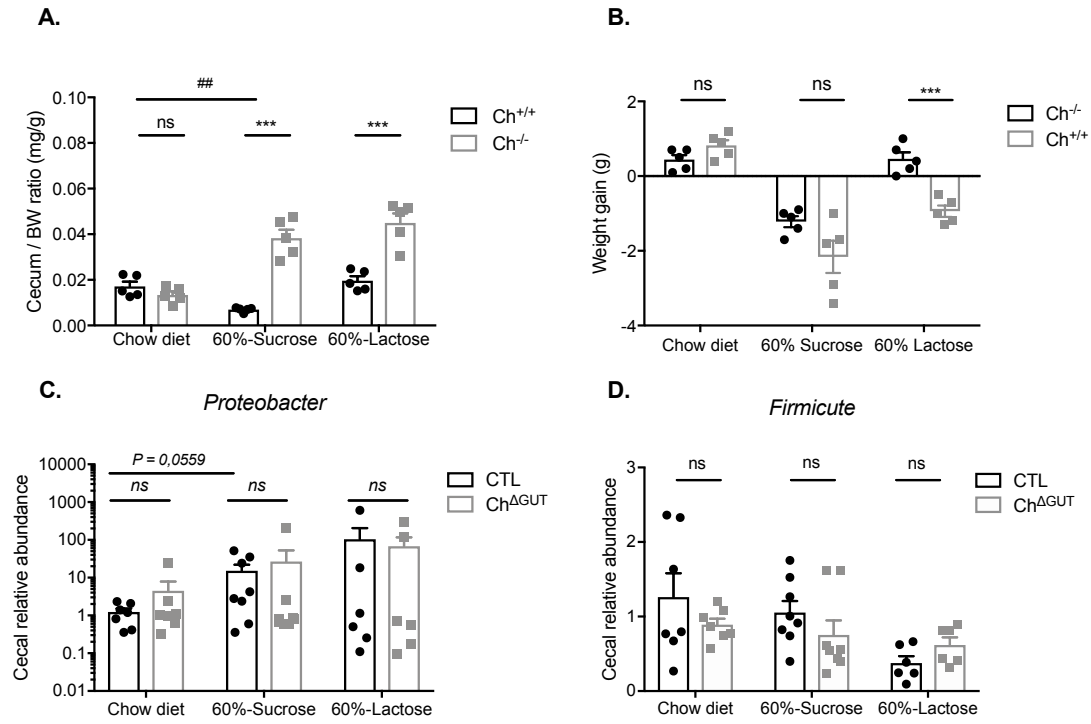 A.
##
ns
***
***
Ch+/+
Ch-/-
Cecum / BW ratio (mg/g)
0.10
0.08
0.06
0.04
0.02
0.00
Chow diet
60%-Sucrose
60%-Lactose
B.
ns
ns
***
Ch-/-
Ch+/+
Weight gain (g)
2
0
-2
-4
Chow diet
60% Sucrose
60% Lactose
C.
Proteobacter
P = 0,0559
ns
ns
ns
CTL
ChΔGUT
Cecal relative abundance
10000
1000
100
10
1
0.1
0.01
Chow diet
60%-Sucrose
60%-Lactose
D.
Firmicute
ns
ns
ns
CTL
ChΔGUT
Cecal relative abundance
3
2
1
0
Chow diet
60%-Sucrose
60%-Lactose